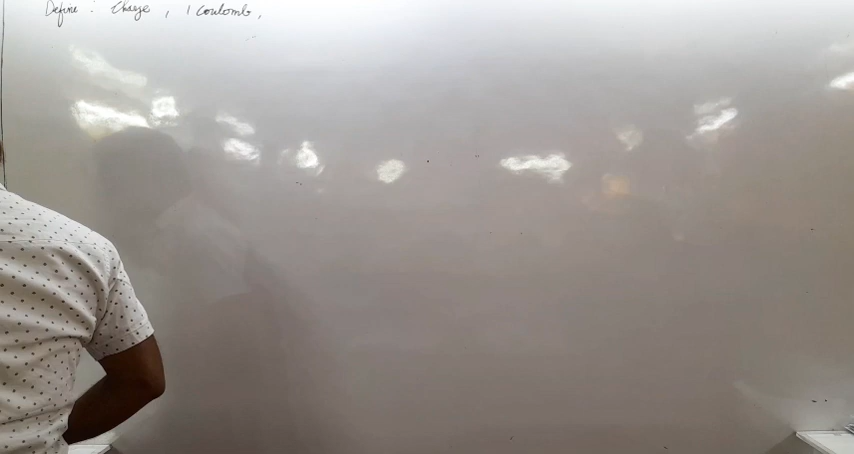 Define : Charge , 1 Coulomb,